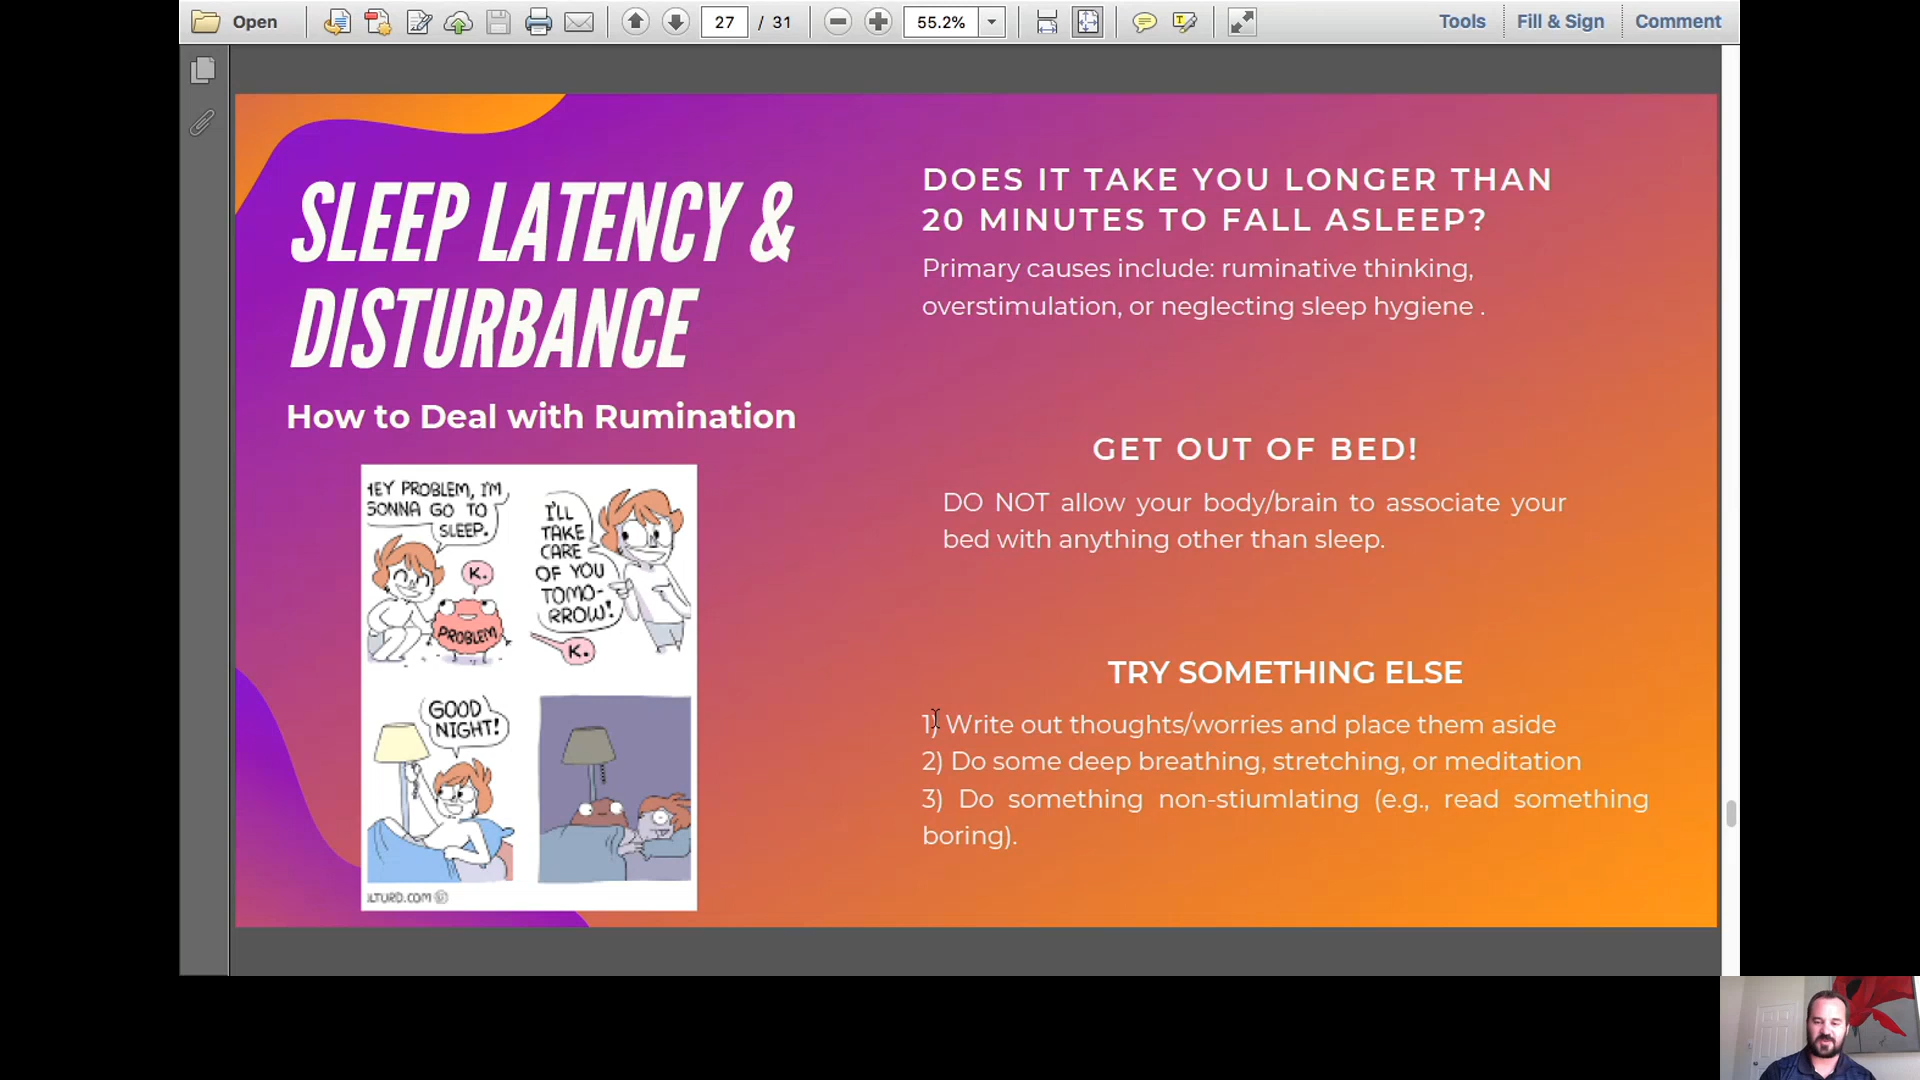 Open
27 / 31
55.2%
Tools
Fill & Sign
Comment
SLEEP LATENCY &
DISTURBANCE
How to Deal with Rumination
HEY PROBLEM, I'M
GONNA GO TO
SLEEP.
K.
PROBLEM
I'LL
TAKE
CARE
OF YOU
TOMO-
RROW!
K.
GOOD
NIGHT!
LTURD.COM
DOES IT TAKE YOU LONGER THAN
20 MINUTES TO FALL ASLEEP?
Primary causes include: ruminative thinking,
overstimulation, or neglecting sleep hygiene .
GET OUT OF BED!
DO NOT allow your body/brain to associate your
bed with anything other than sleep.
TRY SOMETHING ELSE
1) Write out thoughts/worries and place them aside
2) Do some deep breathing, stretching, or meditation
3) Do something non-stiumlating (e.g., read something
boring).